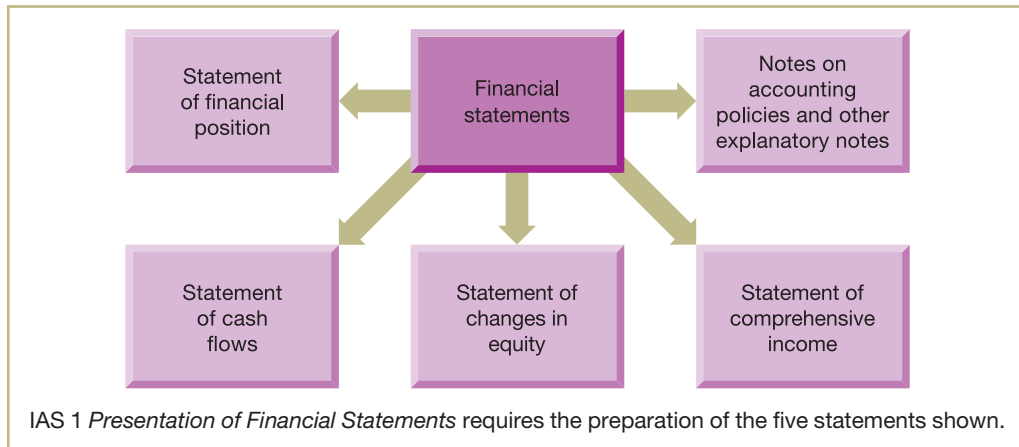 Statement
of financial
position
Financial
statements
Notes on
accounting
policies and other
explanatory notes
Statement
of cash
flows
Statement of
changes in
equity
Statement of
comprehensive
income
IAS 1 Presentation of Financial Statements requires the preparation of the five statements shown.